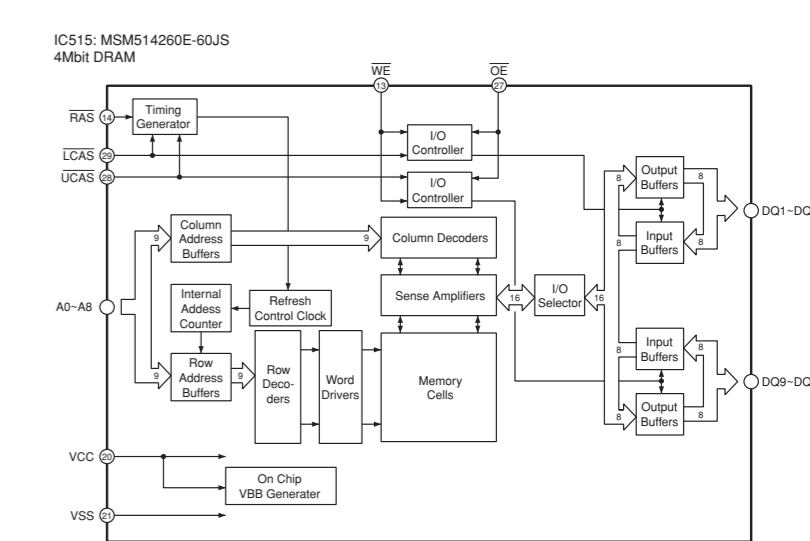 IC515: MSM514260E-60JS
4Mbit DRAM
WE
OE
13
27
RAS
14
Timing
Generator
I/O
Controller
LCAS
29
UCAS
28
I/O
Controller
Output
Buffers
8
8
8
DQ1~DQ
Column
Address
Buffers
9
9
Column Decoders
Input
Buffers
8
8
A0~A8
Internal
Addess
Counter
Refresh
Control Clock
Sense Amplifiers
16
I/O
Selector
16
Row
Address
Buffers
9
9
Row
Deco-
ders
Word
Drivers
Memory
Cells
Input
Buffers
8
8
DQ9~DQ
Output
Buffers
8
8
VCC
20
On Chip
VBB Generater
VSS
21